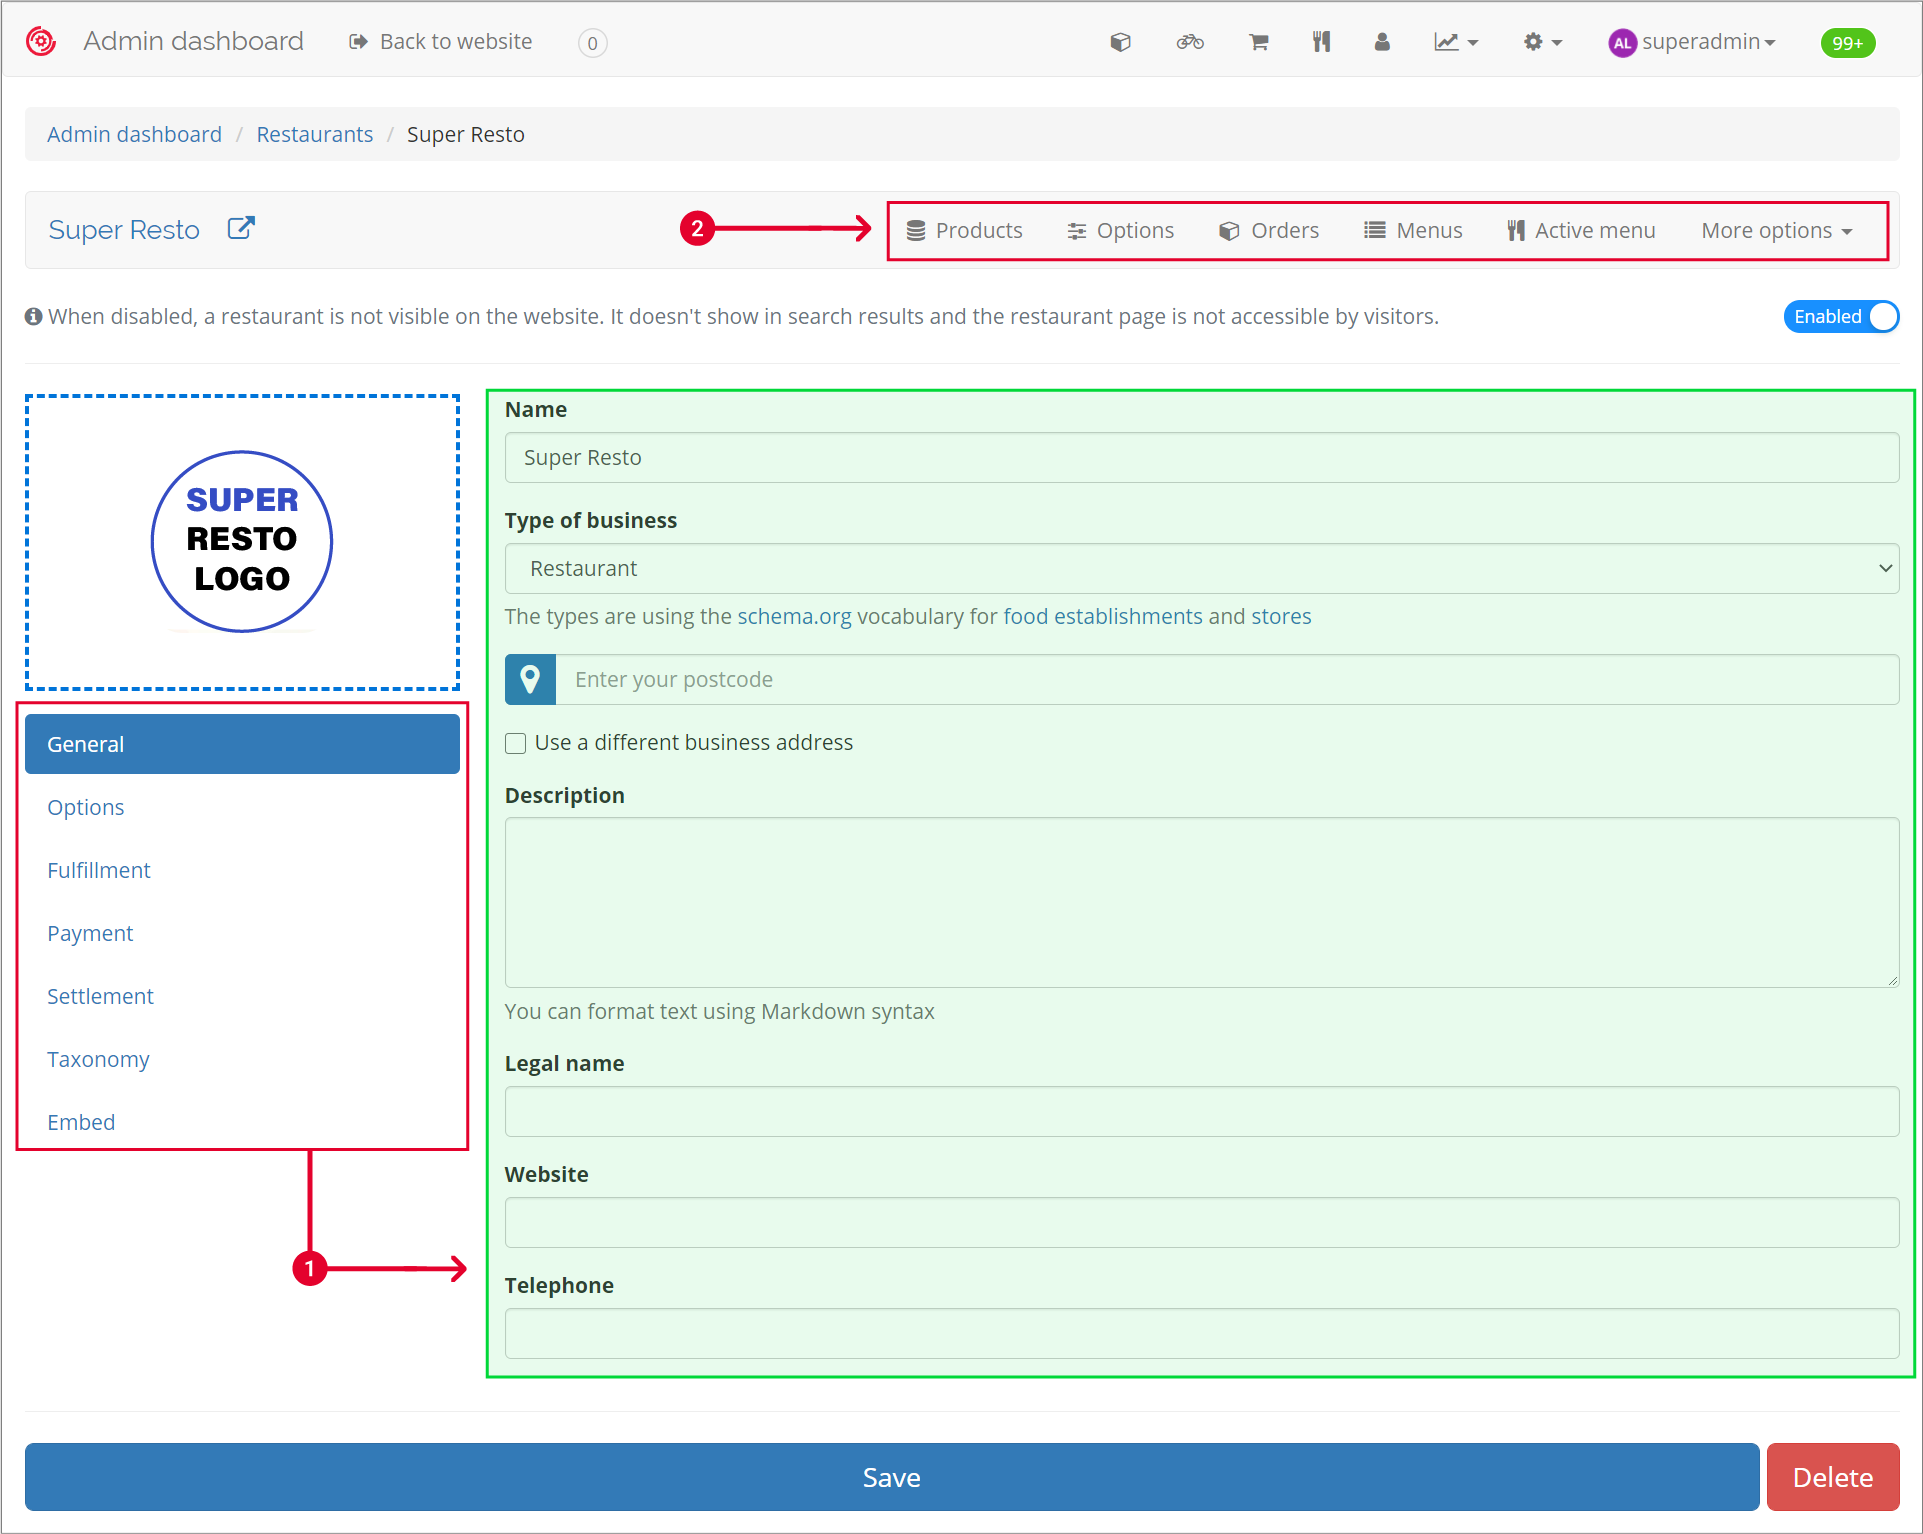 Admin dashboard Back to website 0 AL superadmin 99+
Admin dashboard / Restaurants / Super Resto
Super Resto 2 Products Options Orders Menus Active menu More options
When disabled, a restaurant is not visible on the website. It doesn't show in search results and the restaurant page is not accessible by visitors. Enabled
SUPER
RESTO
LOGO
General
Options
Fulfillment
Payment
Settlement
Taxonomy
Embed
1
Name
Super Resto
Type of business
Restaurant
The types are using the schema.org vocabulary for food establishments and stores
Enter your postcode
Use a different business address
Description
You can format text using Markdown syntax
Legal name
Website
Telephone
Save Delete